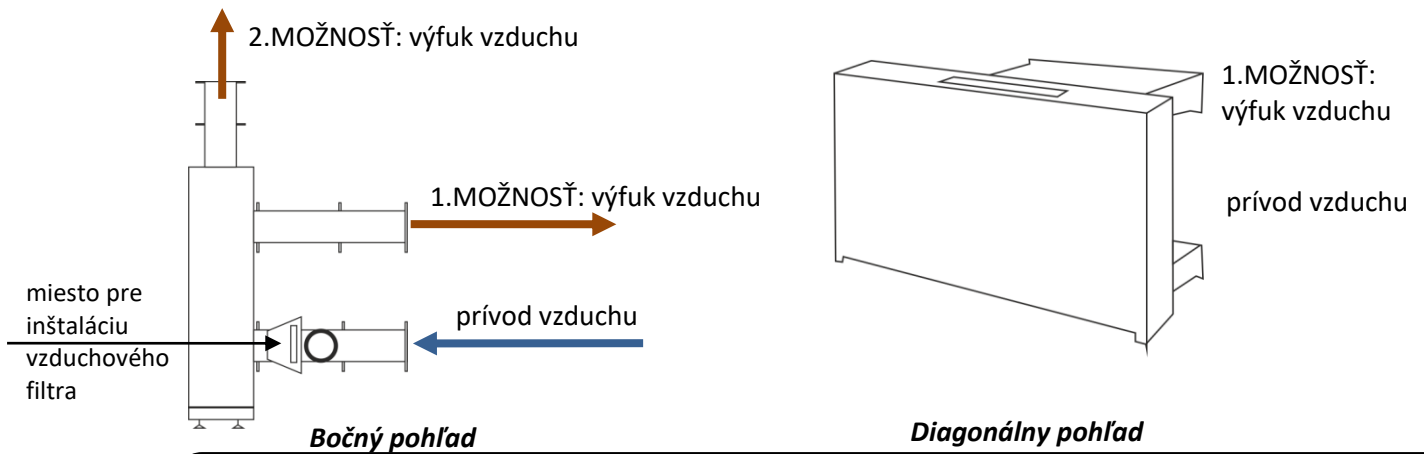 2.MOŽNOSŤ: výfuk vzduchu
1.MOŽNOSŤ: výfuk vzduchu
miesto pre
inštaláciu
vzduchového
filtra
prívod vzduchu
Bočný pohľad
1.MOŽNOSŤ:
výfuk vzduchu
prívod vzduchu
Diagonálny pohľad